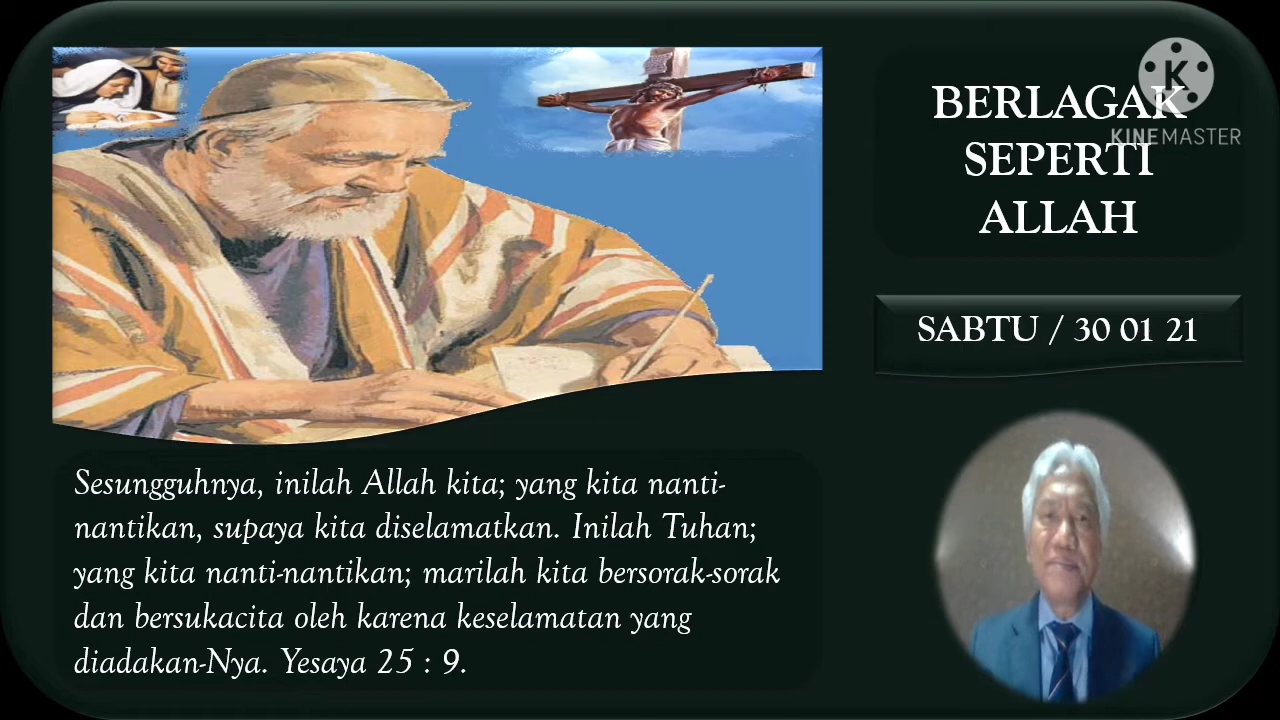 BERLAGAK
SEPERTI
ALLAH
K
KINEMASTER
SABTU / 30 01 21
Sesungguhnya, inilah Allah kita; yang kita nanti-
nantikan, supaya kita diselamatkan. Inilah Tuhan;
yang kita nanti-nantikan; marilah kita bersorak-sorak
dan bersukacita oleh karena keselamatan yang
diadakan-Nya. Yesaya 25 : 9.